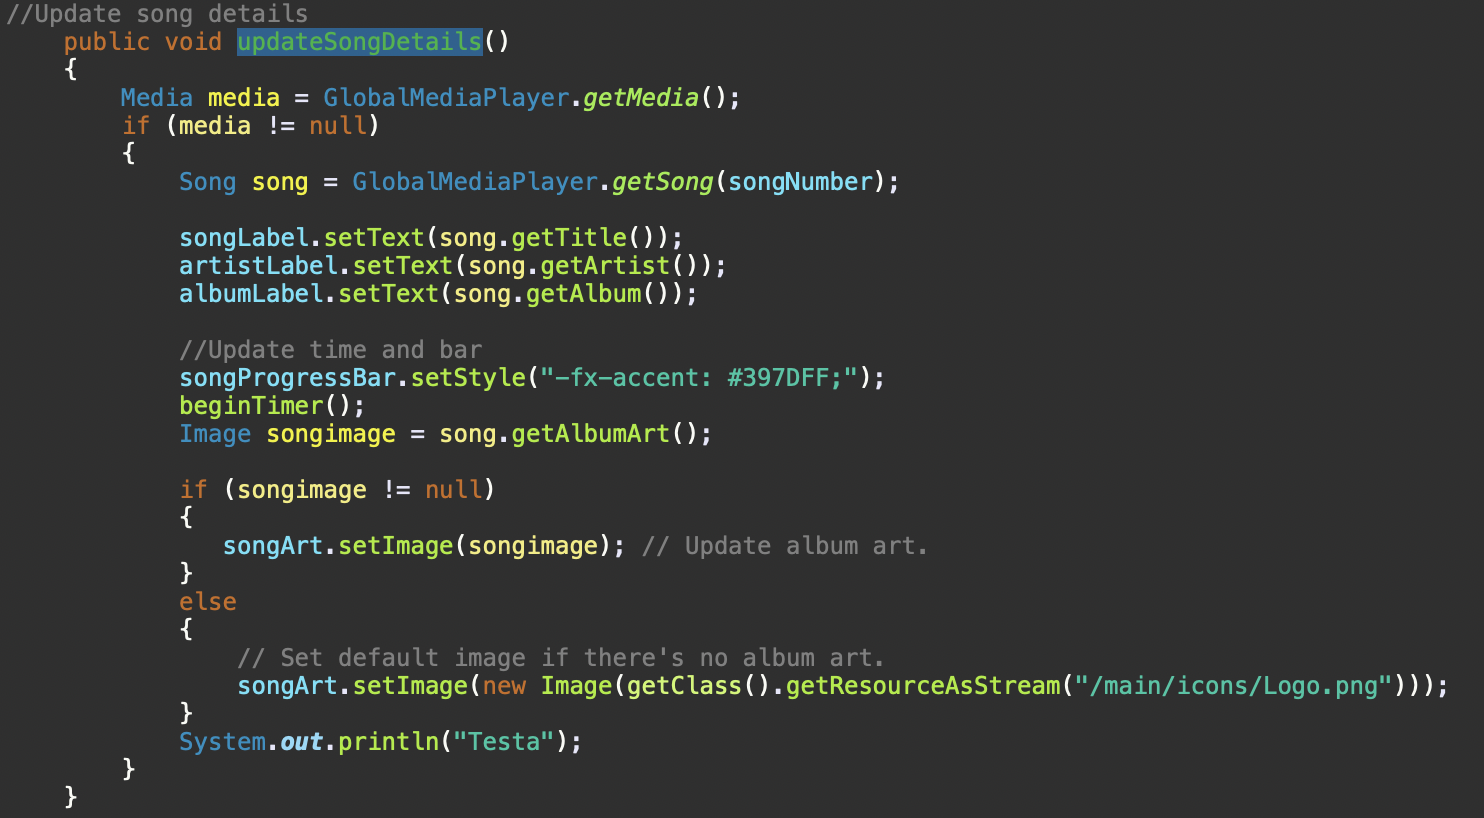 //Update song details
public void updateSongDetails()
{
Media media = GlobalMediaPlayer.getMedia();
if (media != null)
{
Song song = GlobalMediaPlayer.getSong(songNumber);
songLabel.setText(song.getTitle());
artistLabel.setText(song.getArtist());
albumLabel.setText(song.getAlbum());
//Update time and bar
songProgressBar.setStyle("-fx-accent: #397DFF;");
beginTimer();
Image songimage = song.getAlbumArt();
if (songimage != null)
{
songArt.setImage(songimage); // Update album art.
}
else
{
// Set default image if there's no album art.
songArt.setImage(new Image(getClass().getResourceAsStream("/main/icons/Logo.png")));
}
System.out.println("Testa");
}
}